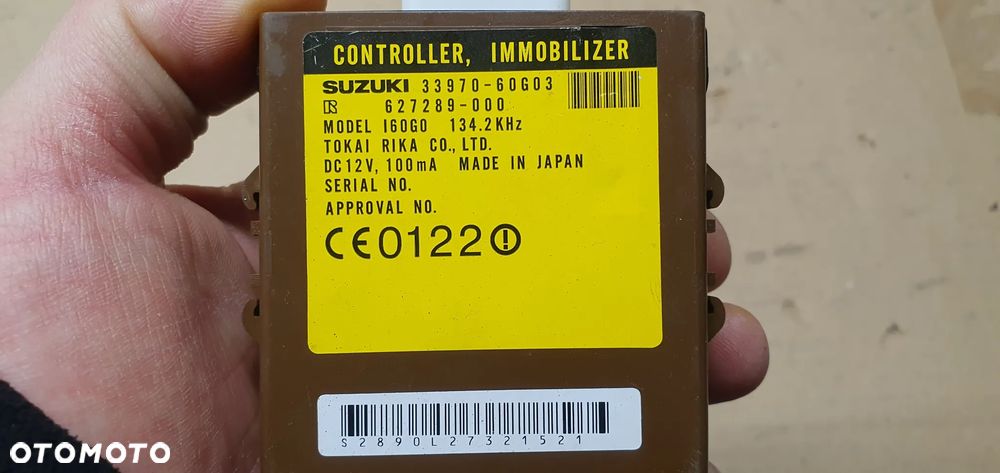 CONTROLLER, IMMOBILIZER
SUZUKI 33970-60G03
R 627289-000
MODEL I60G0 134.2KHz
TOKAI RIKA CO., LTD.
DC12V, 100mA MADE IN JAPAN
SERIAL NO.
APPROVAL NO.
CE0122
S2890L27321521
OTOMOTO